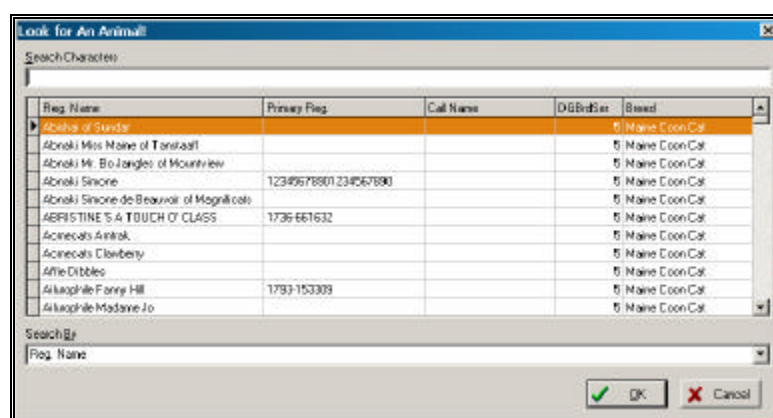 Look for An Animal!
Search Characters
Reg. Name Primary Reg. Call Name DGBrdSer Breed
Abishai of Sundar 5 Maine Coon Cat
Abnaki Miss Maine of Tanstaafl 5 Maine Coon Cat
Abnaki Mr. Bo Jangles of Mountview 5 Maine Coon Cat
Abnaki Simone 12345678901234567890 5 Maine Coon Cat
Abnaki Simone de Beauvoir of Magnificats 5 Maine Coon Cat
ABRISTINE'S A TOUCH O' CLASS 1736-661632 5 Maine Coon Cat
Acmecats Amtrak 5 Maine Coon Cat
Acmecats Clawberry 5 Maine Coon Cat
Affie Dibbles 5 Maine Coon Cat
Ailurophile Fanny Hill 1793-153309 5 Maine Coon Cat
Ailurophile Madame Jo 5 Maine Coon Cat
Search By
Reg. Name
OK Cancel